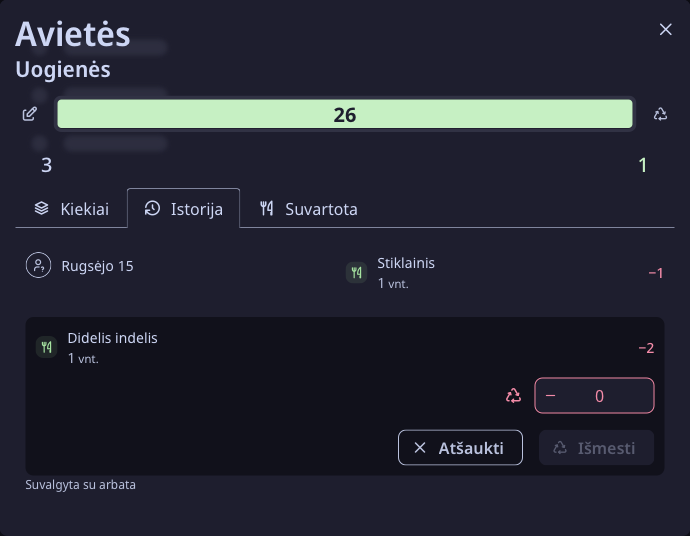 Avietės
Uogienės
26
3
1
Kiekiai
Istorija
Suvartota
Rugsėjo 15
Stiklainis
1 vnt.
−1
Didelis indelis
1 vnt.
−2
− 0
Atšaukti
Išmesti
Suvalgyta su arbata